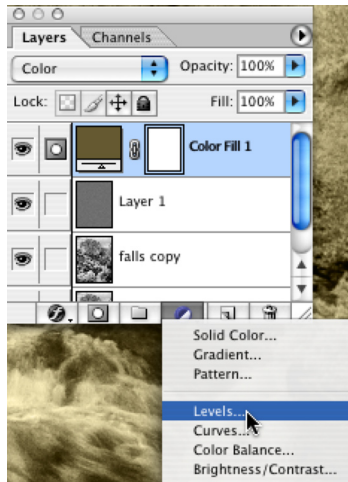 Layers Channels
Color Opacity: 100%
Lock: Fill: 100%
Color Fill 1
Layer 1
falls copy
Solid Color...
Gradient...
Pattern...
Levels...
Curves...
Color Balance...
Brightness/Contrast...